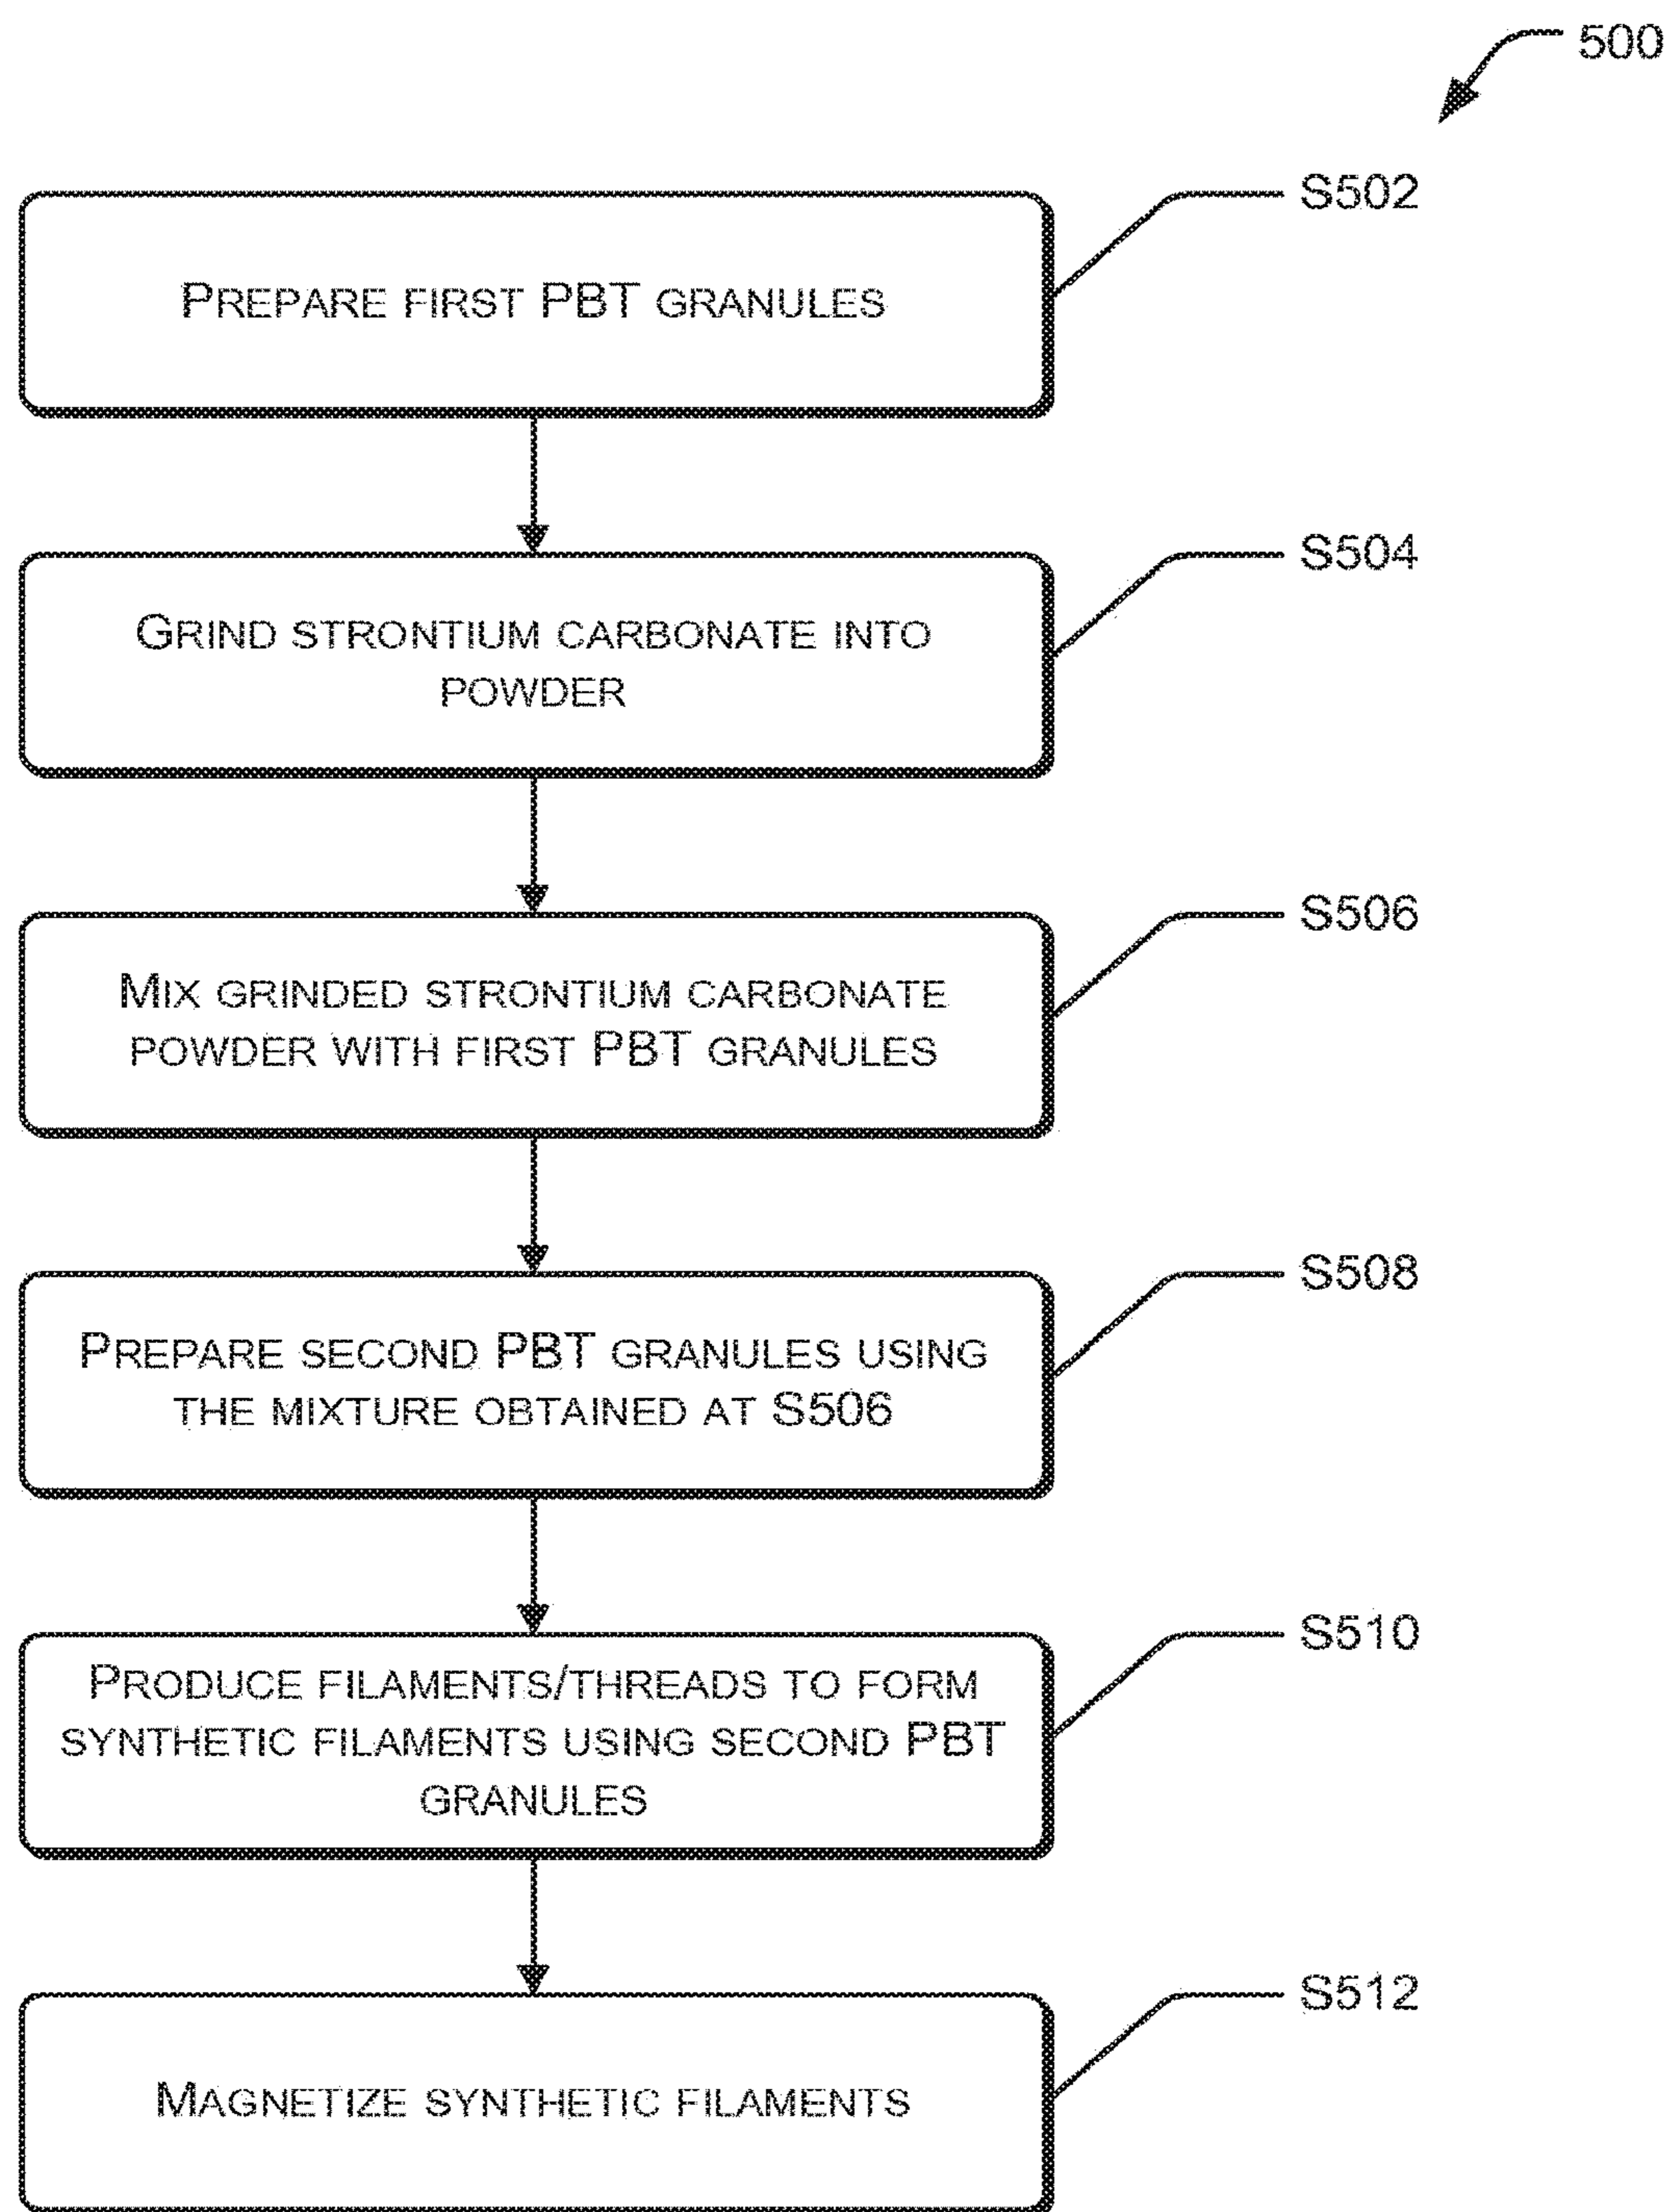 500
S502
PREPARE FIRST PBT GRANULES
S504
GRIND STRONTIUM CARBONATE INTO
POWDER
S506
MIX GRINDED STRONTIUM CARBONATE
POWDER WITH FIRST PBT GRANULES
S508
PREPARE SECOND PBT GRANULES USING
THE MIXTURE OBTAINED AT S506
S510
PRODUCE FILAMENTS/THREADS TO FORM
SYNTHETIC FILAMENTS USING SECOND PBT
GRANULES
S512
MAGNETIZE SYNTHETIC FILAMENTS